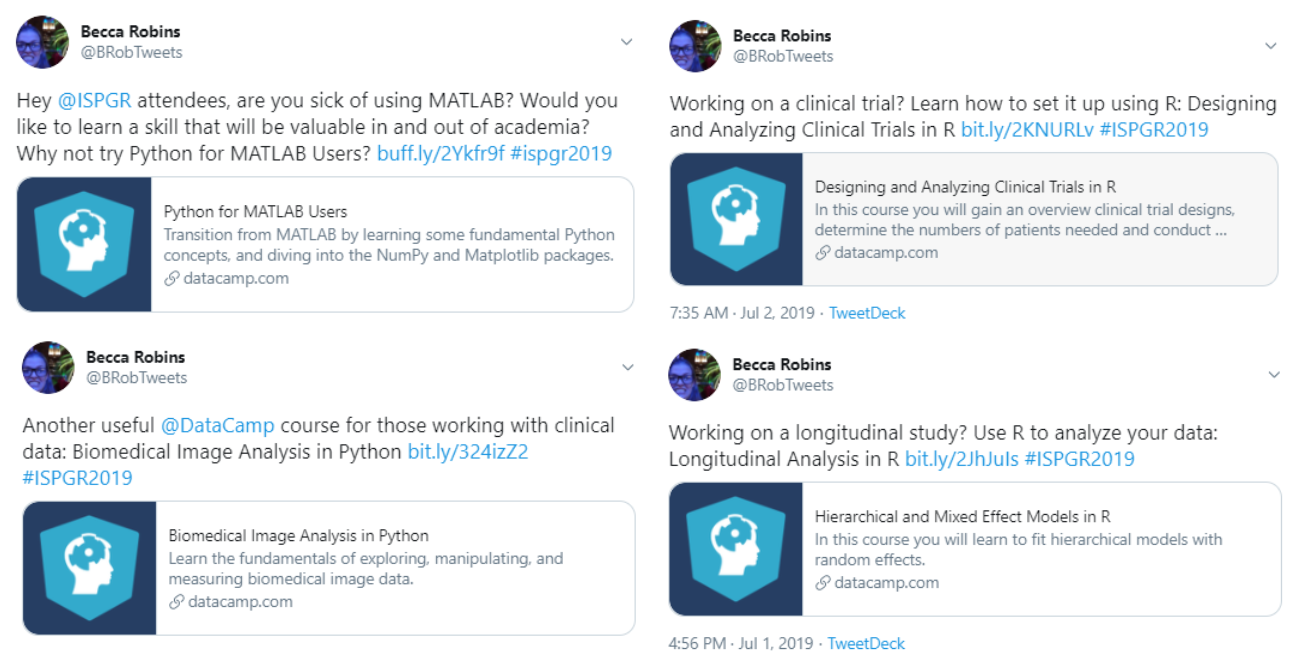 Becca Robins
@BRobTweets
Hey @ISPGR attendees, are you sick of using MATLAB? Would you
like to learn a skill that will be valuable in and out of academia?
Why not try Python for MATLAB Users? buff.ly/2Ykfr9f #ispgr2019
Python for MATLAB Users
Transition from MATLAB by learning some fundamental Python
concepts, and diving into the NumPy and Matplotlib packages.
datacamp.com
Becca Robins
@BRobTweets
Another useful @DataCamp course for those working with clinical
data: Biomedical Image Analysis in Python bit.ly/324izZ2
#ISPGR2019
Biomedical Image Analysis in Python
Learn the fundamentals of exploring, manipulating, and
measuring biomedical image data.
datacamp.com
Becca Robins
@BRobTweets
Working on a clinical trial? Learn how to set it up using R: Designing
and Analyzing Clinical Trials in R bit.ly/2KNURLv #ISPGR2019
Designing and Analyzing Clinical Trials in R
In this course you will gain an overview clinical trial designs,
determine the numbers of patients needed and conduct ...
datacamp.com
7:35 AM · Jul 2, 2019 · TweetDeck
Becca Robins
@BRobTweets
Working on a longitudinal study? Use R to analyze your data:
Longitudinal Analysis in R bit.ly/2JhJuIs #ISPGR2019
Hierarchical and Mixed Effect Models in R
In this course you will learn to fit hierarchical models with
random effects.
datacamp.com
4:56 PM · Jul 1, 2019 · TweetDeck